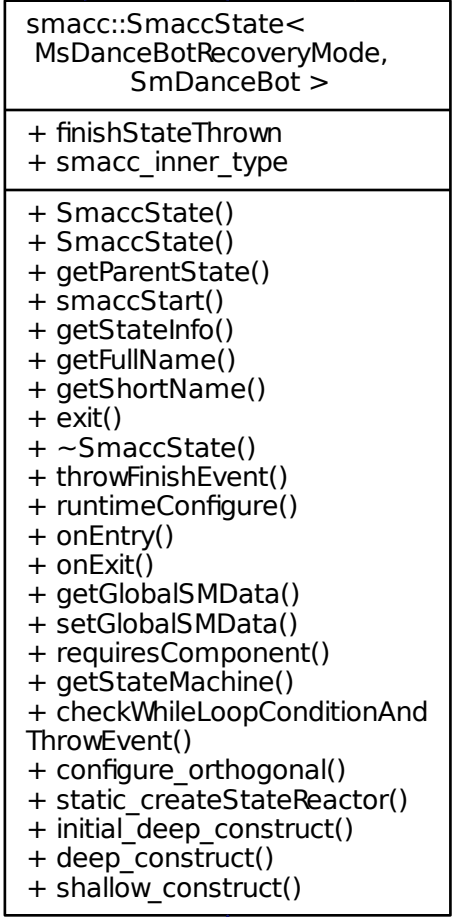 smacc::SmaccState<
MsDanceBotRecoveryMode,
SmDanceBot >
+ finishStateThrown
+ smacc_inner_type
+ SmaccState()
+ SmaccState()
+ getParentState()
+ smaccStart()
+ getStateInfo()
+ getFullName()
+ getShortName()
+ exit()
+ ~SmaccState()
+ throwFinishEvent()
+ runtimeConfigure()
+ onEntry()
+ onExit()
+ getGlobalSMData()
+ setGlobalSMData()
+ requiresComponent()
+ getStateMachine()
+ checkWhileLoopConditionAnd
ThrowEvent()
+ configure_orthogonal()
+ static_createStateReactor()
+ initial_deep_construct()
+ deep_construct()
+ shallow_construct()